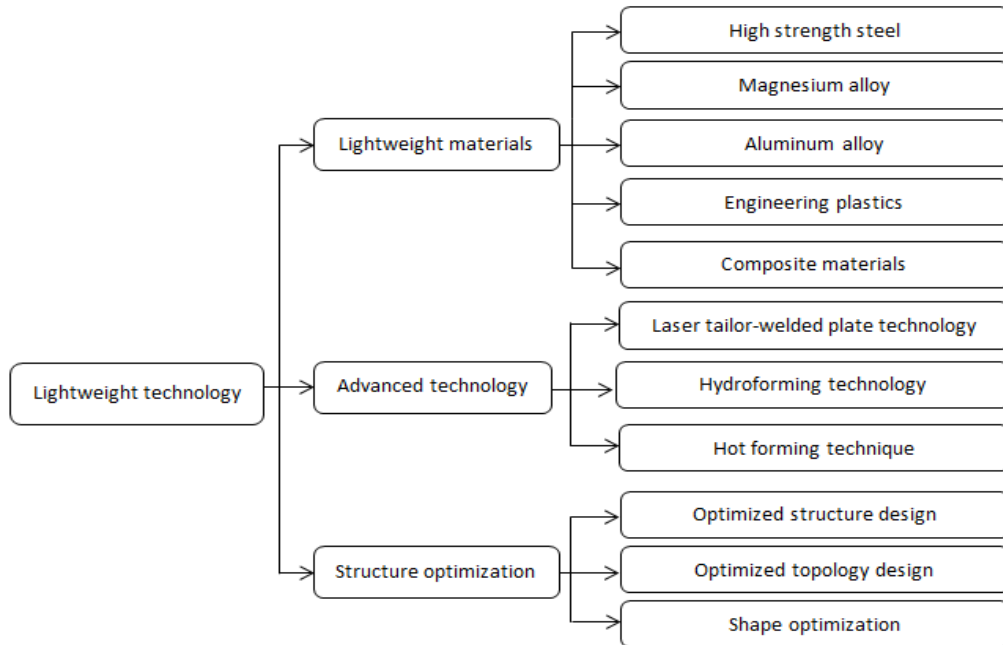 High strength steel
Magnesium alloy
Lightweight materials
Aluminum alloy
Engineering plastics
Composite materials
Laser tailor-welded plate technology
Lightweight technology
Advanced technology
Hydroforming technology
Hot forming technique
Optimized structure design
Structure optimization
Optimized topology design
Shape optimization